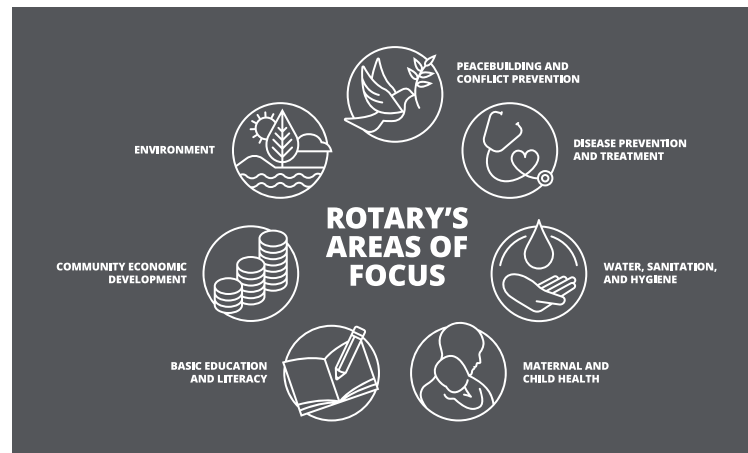 ROTARY'S
AREAS OF
FOCUS
PEACEBUILDING AND
CONFLICT PREVENTION
DISEASE PREVENTION
AND TREATMENT
WATER, SANITATION,
AND HYGIENE
MATERNAL AND
CHILD HEALTH
BASIC EDUCATION
AND LITERACY
COMMUNITY ECONOMIC
DEVELOPMENT
ENVIRONMENT